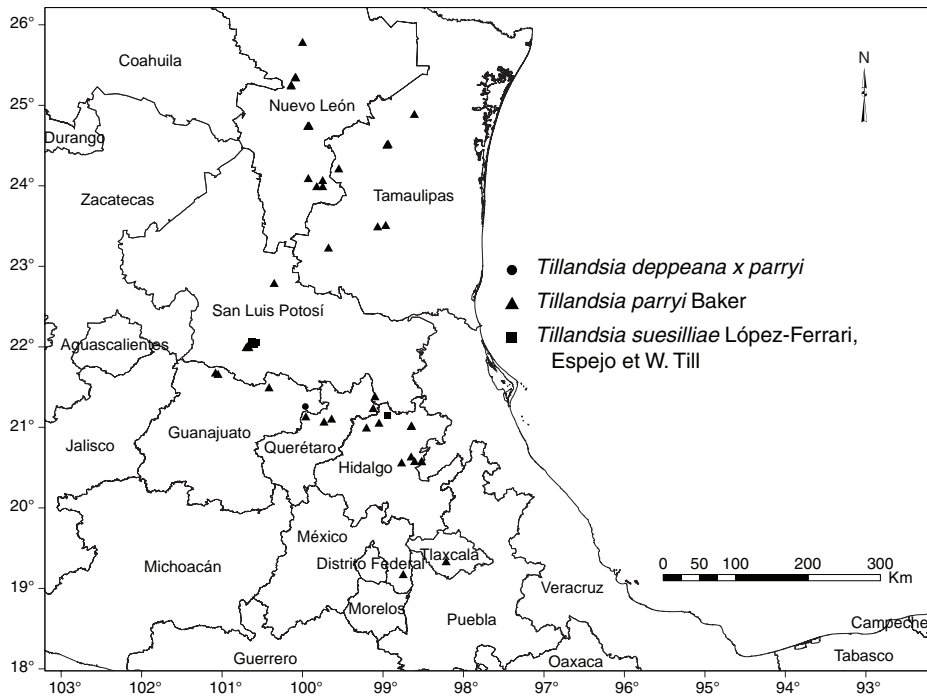 26°
Coahuila
N
Nuevo León
25°
Durango
24°
Zacatecas
Tamaulipas
23°
Tillandsia deppeana x parryi
Tillandsia parryi Baker
Tillandsia suesilliae López-Ferrari,
Espejo et W. Till
San Luis Potosí
22°
Aguascalientes
21°
Jalisco
Guanajuato
Querétaro
Hidalgo
20°
México
Distrito Federal
Tlaxcala
19°
Michoacán
Morelos
Puebla
Veracruz
0 50 100 200 300
Km
Campeche
18°
Guerrero
Oaxaca
Tabasco
103° 102° 101° 100° 99° 98° 97° 96° 95° 94° 93°